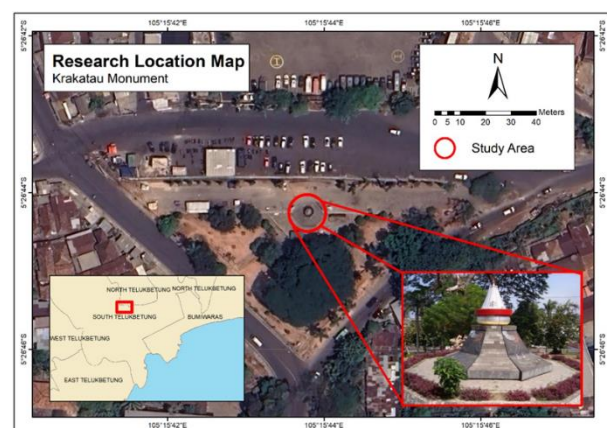 105°15'42"
105°15'44"
105°15'46"
5°26'42"S
5°26'42"S
Research Location Map
Krakatau Monument
N
Meters
0 5 10 20 30 40
Study Area
5°26'44"S
5°26'44"S
NORTH TELUKBETUNG
NORTH TELUKBETUNG
SOUTH TELUKBETUNG
BUMIWARAS
WEST TELUKBETUNG
EAST TELUKBETUNG
5°26'46"S
5°26'46"S
105°15'42"
105°15'44"
105°15'46"